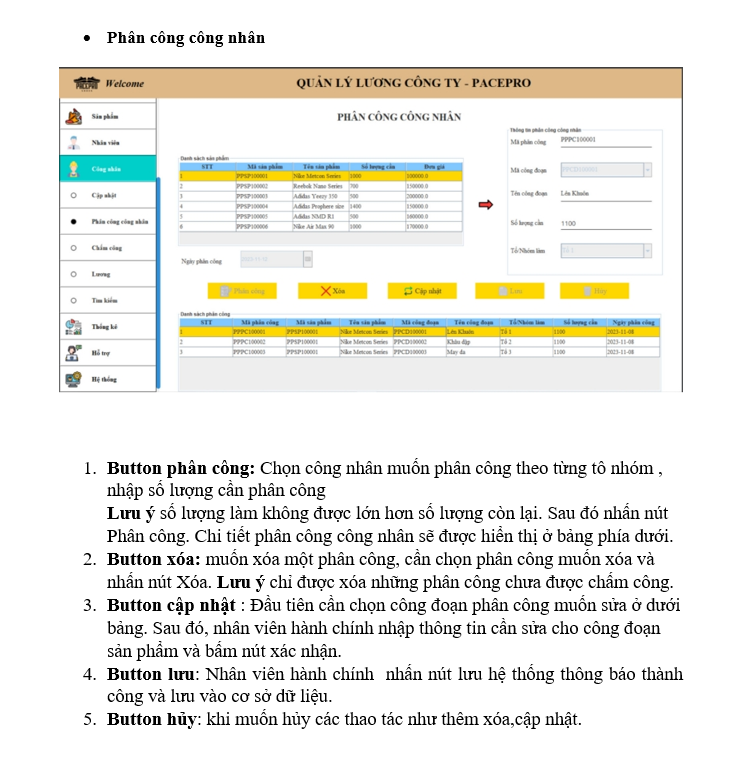 Phân công công nhân
PACEPRO
Welcome
QUẢN LÝ LƯƠNG CÔNG TY - PACEPRO
Sản phẩm
Nhân viên
Công nhân
Cập nhật
Phân công công nhân
Chấm công
Lương
Tìm kiếm
Thống kê
Hỗ trợ
Hệ thống
PHÂN CÔNG CÔNG NHÂN
Danh sách sản phẩm
STT Mã sản phẩm Tên sản phẩm Số lượng cần Đơn giá
1 PPSP100001 Nike Metcon Series 1000 100000.0
2 PPSP100002 Reebok Nano Series 700 150000.0
3 PPSP100003 Adidas Yeezy 350 500 200000.0
4 PPSP100004 Adidas Prophere size 1400 150000.0
5 PPSP100005 Adidas NMD R1 500 160000.0
6 PPSP100006 Nike Air Max 90 1000 170000.0
Thông tin phân công công nhân
Mã phân công PPPC100001
Mã công đoạn PPCD100001
Tên công đoạn Lên Khuôn
Số lượng cần 1100
Tổ/Nhóm làm Tổ 1
Ngày phân công
Phân công Xóa Cập nhật Lưu Hủy
Danh sách phân công
STT Mã phân công Mã sản phẩm Tên sản phẩm Mã công đoạn Tên công đoạn Tổ/Nhóm làm Số lượng cần Ngày phân công
1 PPPC100001 PPSP100001 Nike Metcon Series PPCD100001 Lên Khuôn Tổ 1 1100 2023-11-08
2 PPPC100002 PPSP100001 Nike Metcon Series PPCD100002 Khâu dập Tổ 2 1100 2023-11-08
3 PPPC100003 PPSP100001 Nike Metcon Series PPCD100003 May da Tổ 3 1100 2023-11-08
1. Button phân công: Chọn công nhân muốn phân công theo từng tô nhóm ,
nhập số lượng cần phân công
Lưu ý số lượng làm không được lớn hơn số lượng còn lại. Sau đó nhấn nút
Phân công. Chi tiết phân công công nhân sẽ được hiển thị ở bảng phía dưới.
2. Button xóa: muốn xóa một phân công, cần chọn phân công muốn xóa và
nhấn nút Xóa. Lưu ý chỉ được xóa những phân công chưa được chấm công.
3. Button cập nhật : Đầu tiên cần chọn công đoạn phân công muốn sửa ở dưới
bảng. Sau đó, nhân viên hành chính nhập thông tin cần sửa cho công đoạn
sản phẩm và bấm nút xác nhận.
4. Button lưu: Nhân viên hành chính nhấn nút lưu hệ thống thông báo thành
công và lưu vào cơ sở dữ liệu.
5. Button hủy: khi muốn hủy các thao tác như thêm xóa,cập nhật.